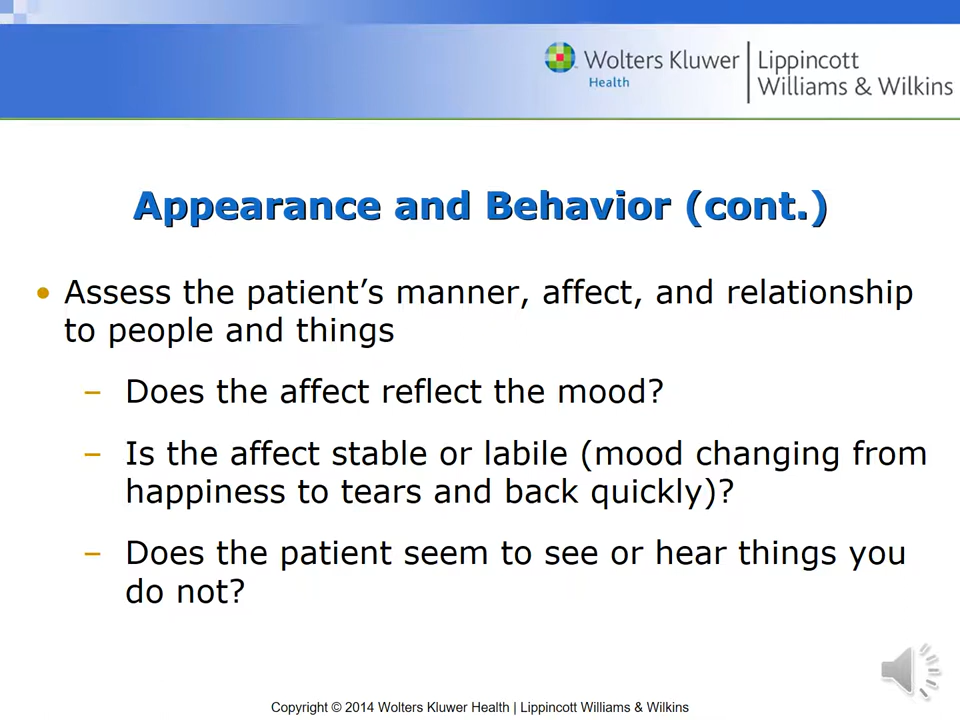 Wolters Kluwer
Health
Lippincott
Williams & Wilkins
Appearance and Behavior (cont.)
• Assess the patient’s manner, affect, and relationship
to people and things
– Does the affect reflect the mood?
– Is the affect stable or labile (mood changing from
happiness to tears and back quickly)?
– Does the patient seem to see or hear things you
do not?
Copyright © 2014 Wolters Kluwer Health | Lippincott Williams & Wilkins